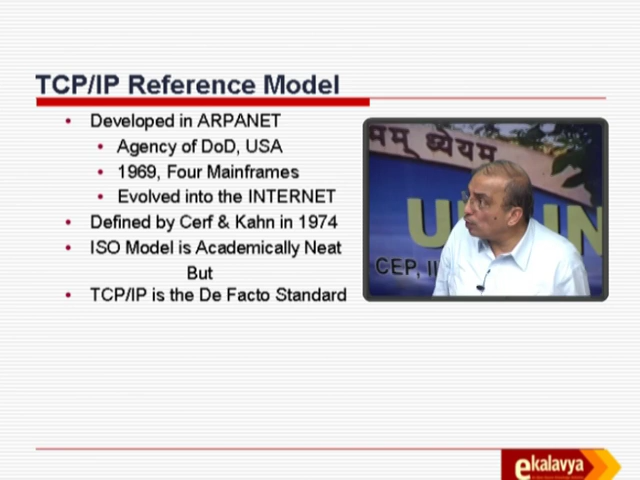 TCP/IP Reference Model
Developed in ARPANET
Agency of DoD, USA
1969, Four Mainframes
Evolved into the INTERNET
Defined by Cerf & Kahn in 1974
ISO Model is Academically Neat
But
TCP/IP is the De Facto Standard
ध्येयम्
CEP, II
ekalavya